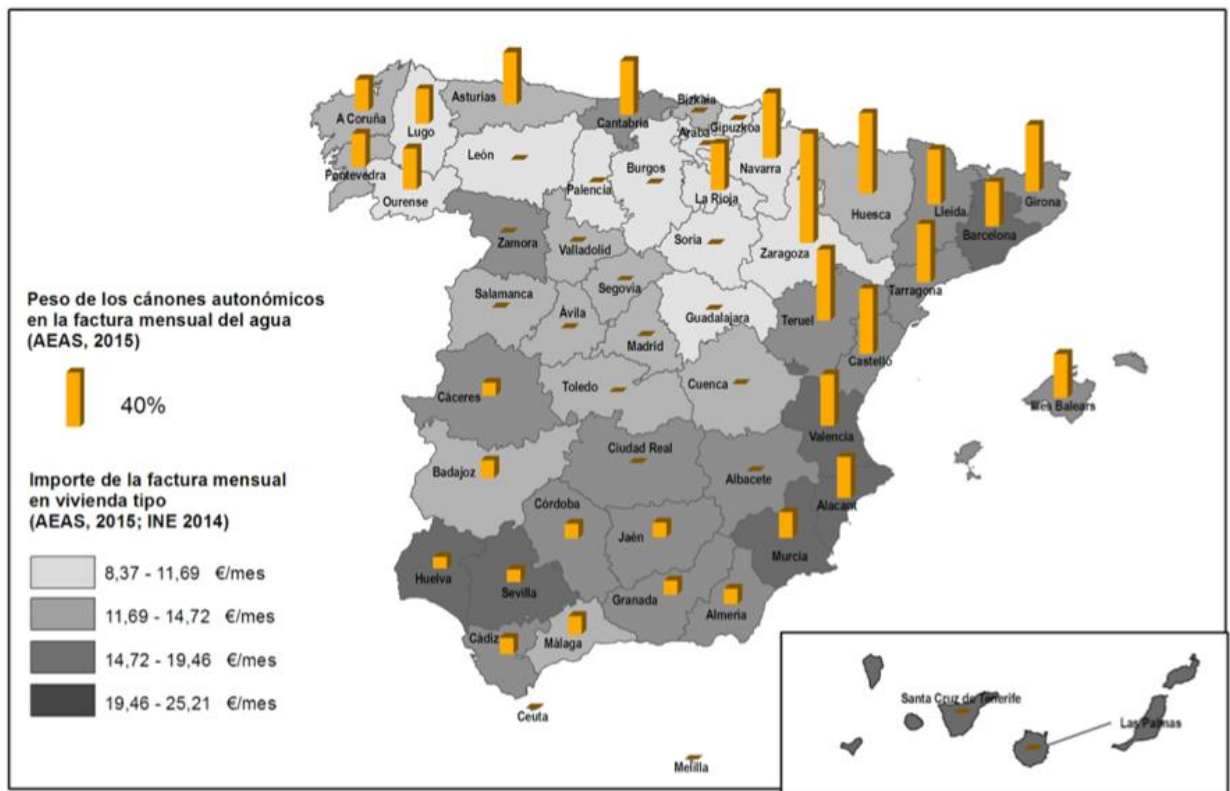 Asturias
Bizkaia
A Coruña
Cantabria
Gipuzkoa
Lugo
Araba
León
Burgos
Navarra
Pontevedra
Palencia
La Rioja
Huesca
Lleida
Girona
Ourense
Barcelona
Zamora
Valladolid
Soria
Zaragoza
Tarragona
Peso de los cánones autonómicos
en la factura mensual del agua
(AEAS, 2015)
40%
Salamanca
Segovia
Ávila
Guadalajara
Teruel
Madrid
Castelló
Cáceres
Toledo
Cuenca
Illes Balears
Valencia
Ciudad Real
Badajoz
Albacete
Importe de la factura mensual
en vivienda tipo
(AEAS, 2015; INE 2014)
Córdoba
Alacant
Jaén
Murcia
8,37 - 11,69 €/mes
Huelva
Sevilla
Granada
Almería
11,69 - 14,72 €/mes
Cádiz
Màlaga
14,72 - 19,46 €/mes
19,46 - 25,21 €/mes
Ceuta
Melilla
Santa Cruz de Tenerife
Las Palmas